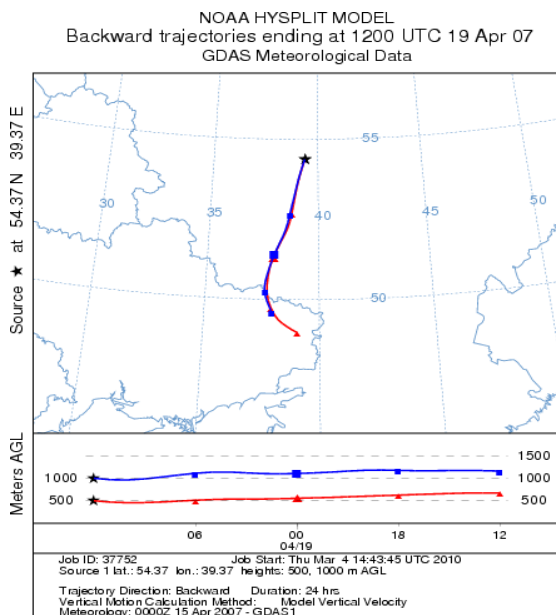 NOAA HYSPLIT MODEL
Backward trajectories ending at 1200 UTC 19 Apr 07
GDAS Meteorological Data
Source ★ at 54.37 N 39.37 E
55
30
35
40
45
50
50
Meters AGL
1500
1000
1000
500
500
06
00
18
12
04/19
Job ID: 37752 Job Start: Thu Mar 4 14:43:45 UTC 2010
Source 1 lat.: 54.37 lon.: 39.37 heights: 500, 1000 m AGL
Trajectory Direction: Backward Duration: 24 hrs
Vertical Motion Calculation Method: Model Vertical Velocity
Meteorology: 0000Z 15 Apr 2007 - GDAS1